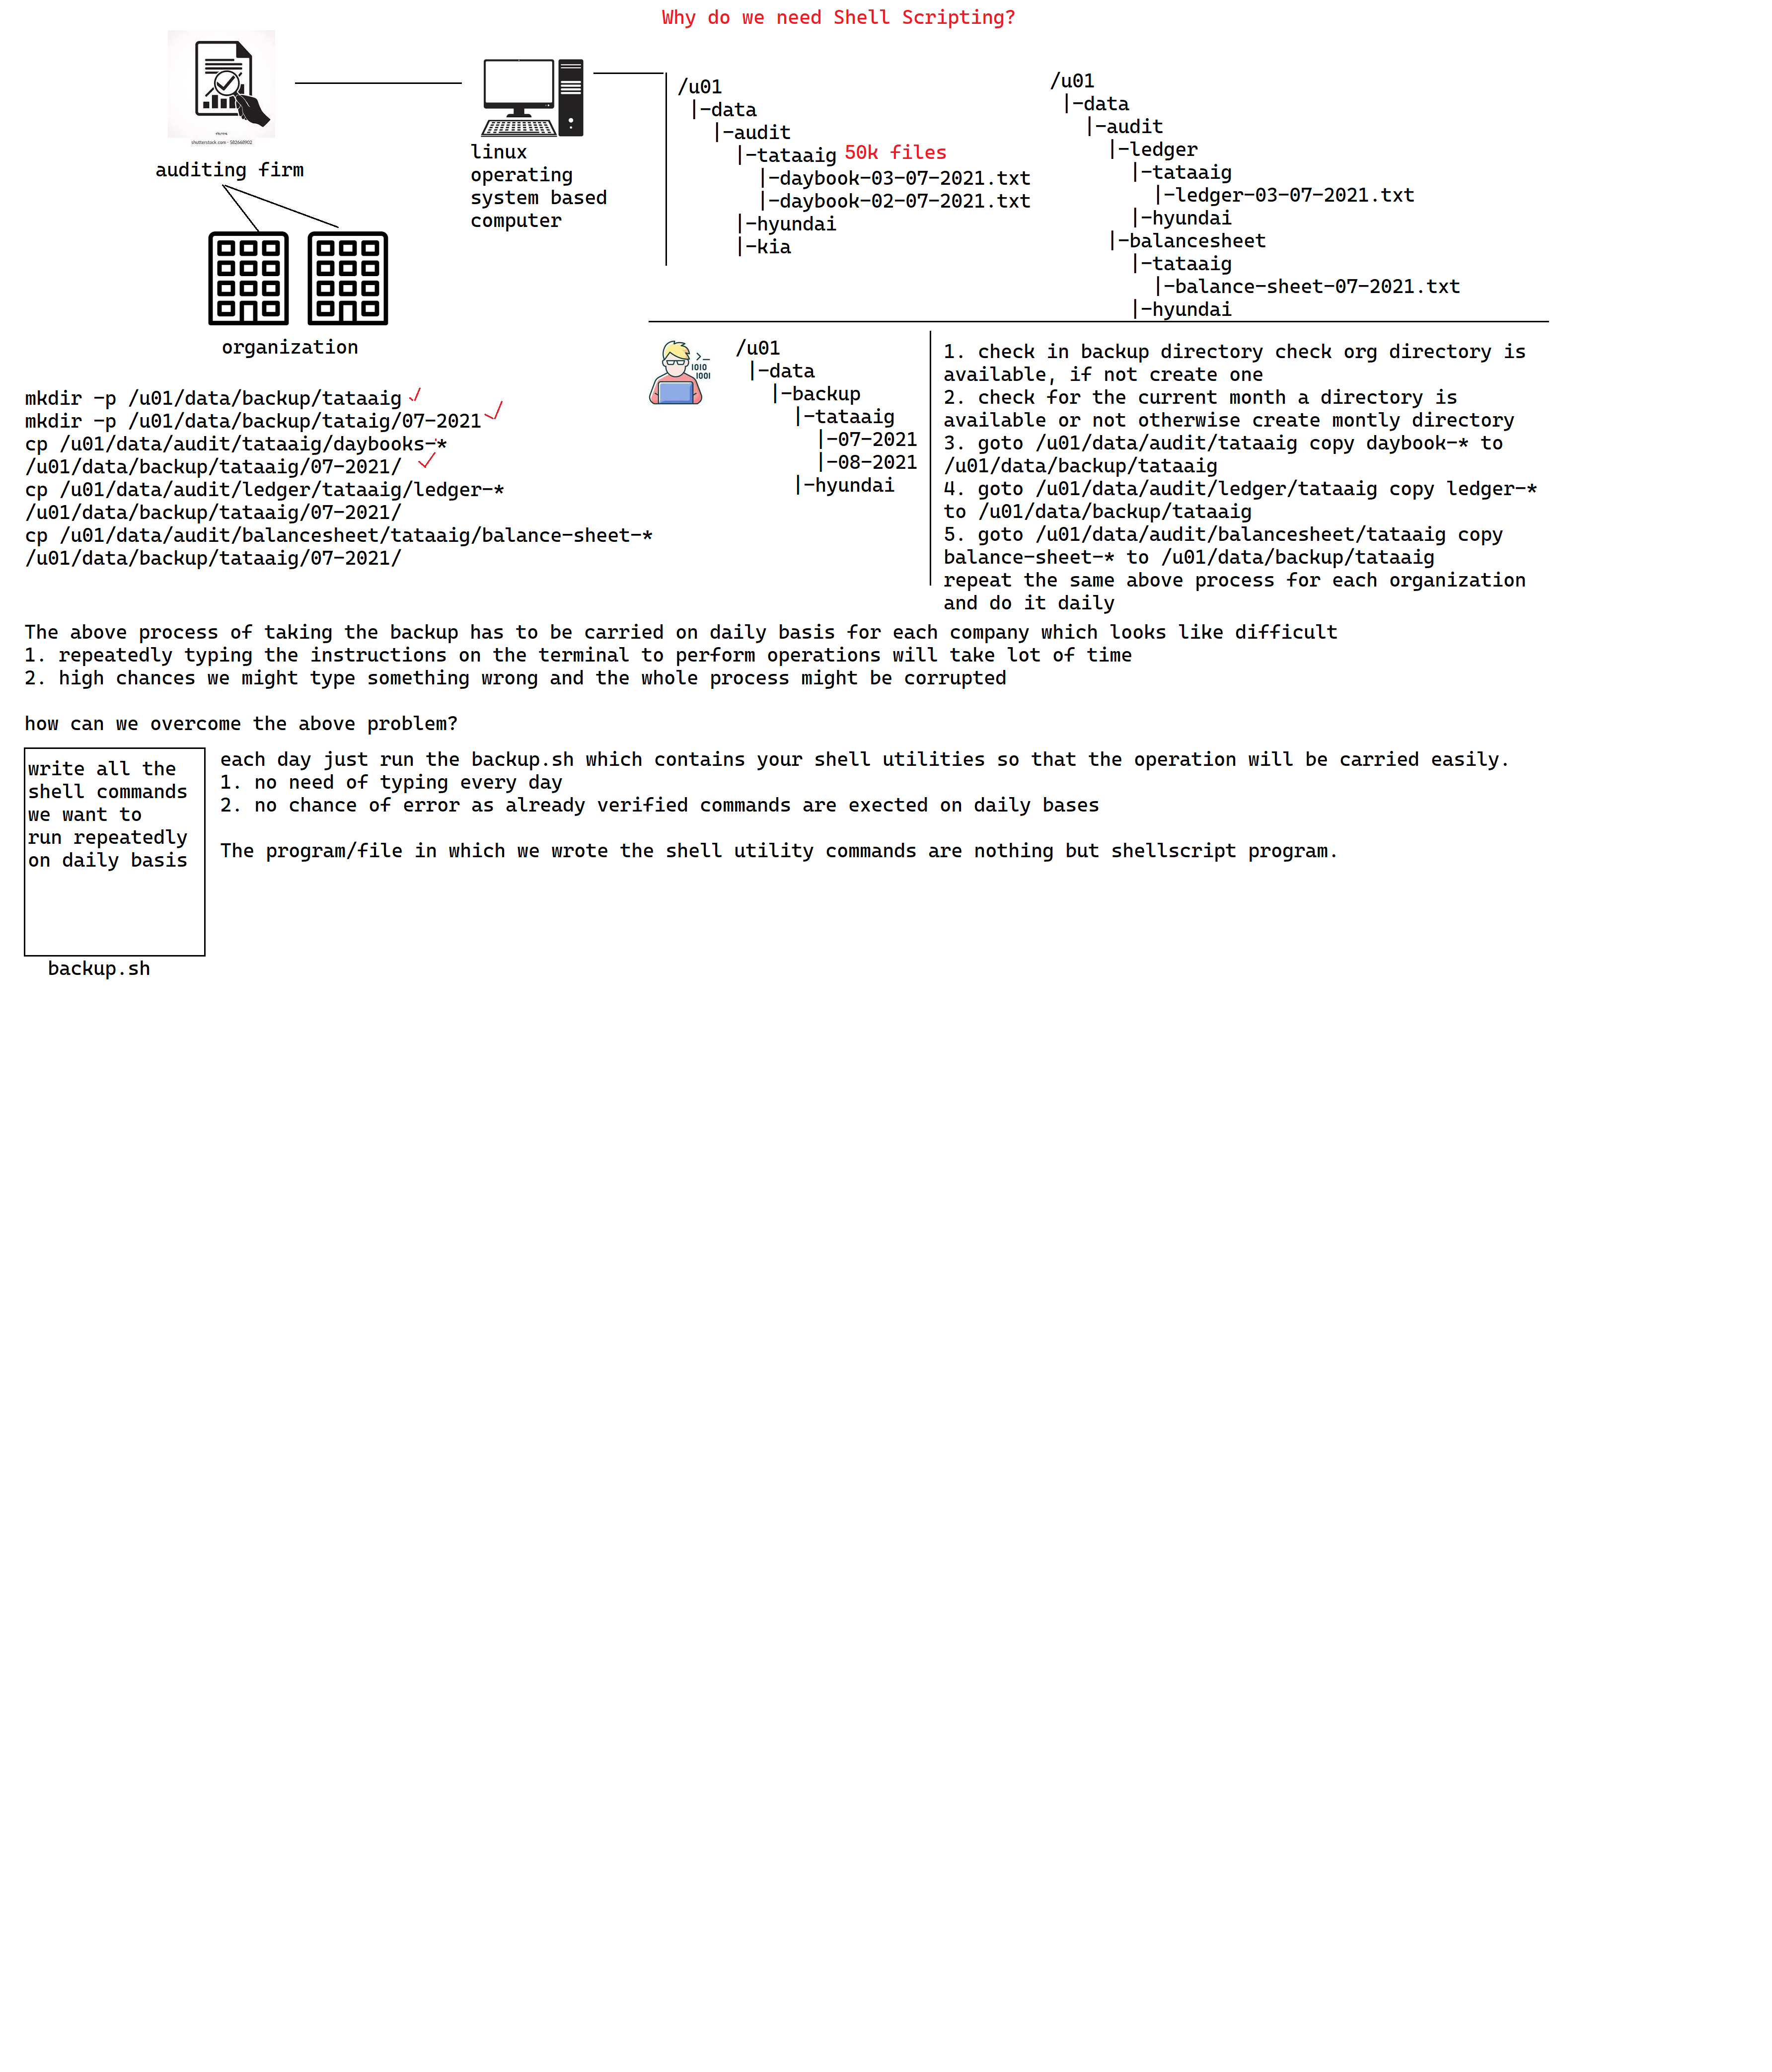 Why do we need Shell Scripting?
shutterstock.com · 582660902
auditing firm
organization
linux
operating
system based
computer
/u01
|-data
|-audit
|-tataaig 50k files
|-daybook-03-07-2021.txt
|-daybook-02-07-2021.txt
|-hyundai
|-kia
/u01
|-data
|-audit
|-ledger
|-tataaig
|-ledger-03-07-2021.txt
|-hyundai
|-balancesheet
|-tataaig
|-balance-sheet-07-2021.txt
|-hyundai
mkdir -p /u01/data/backup/tataaig
mkdir -p /u01/data/backup/tataig/07-2021
cp /u01/data/audit/tataaig/daybooks-*
/u01/data/backup/tataaig/07-2021/
cp /u01/data/audit/ledger/tataaig/ledger-*
/u01/data/backup/tataaig/07-2021/
cp /u01/data/audit/balancesheet/tataaig/balance-sheet-*
/u01/data/backup/tataaig/07-2021/
>_
1010
1001
/u01
|-data
|-backup
|-tataaig
|-07-2021
|-08-2021
|-hyundai
1. check in backup directory check org directory is
available, if not create one
2. check for the current month a directory is
available or not otherwise create montly directory
3. goto /u01/data/audit/tataaig copy daybook-* to
/u01/data/backup/tataaig
4. goto /u01/data/audit/ledger/tataaig copy ledger-*
to /u01/data/backup/tataaig
5. goto /u01/data/audit/balancesheet/tataaig copy
balance-sheet-* to /u01/data/backup/tataaig
repeat the same above process for each organization
and do it daily
The above process of taking the backup has to be carried on daily basis for each company which looks like difficult
1. repeatedly typing the instructions on the terminal to perform operations will take lot of time
2. high chances we might type something wrong and the whole process might be corrupted
how can we overcome the above problem?
write all the
shell commands
we want to
run repeatedly
on daily basis
backup.sh
each day just run the backup.sh which contains your shell utilities so that the operation will be carried easily.
1. no need of typing every day
2. no chance of error as already verified commands are exected on daily bases
The program/file in which we wrote the shell utility commands are nothing but shellscript program.